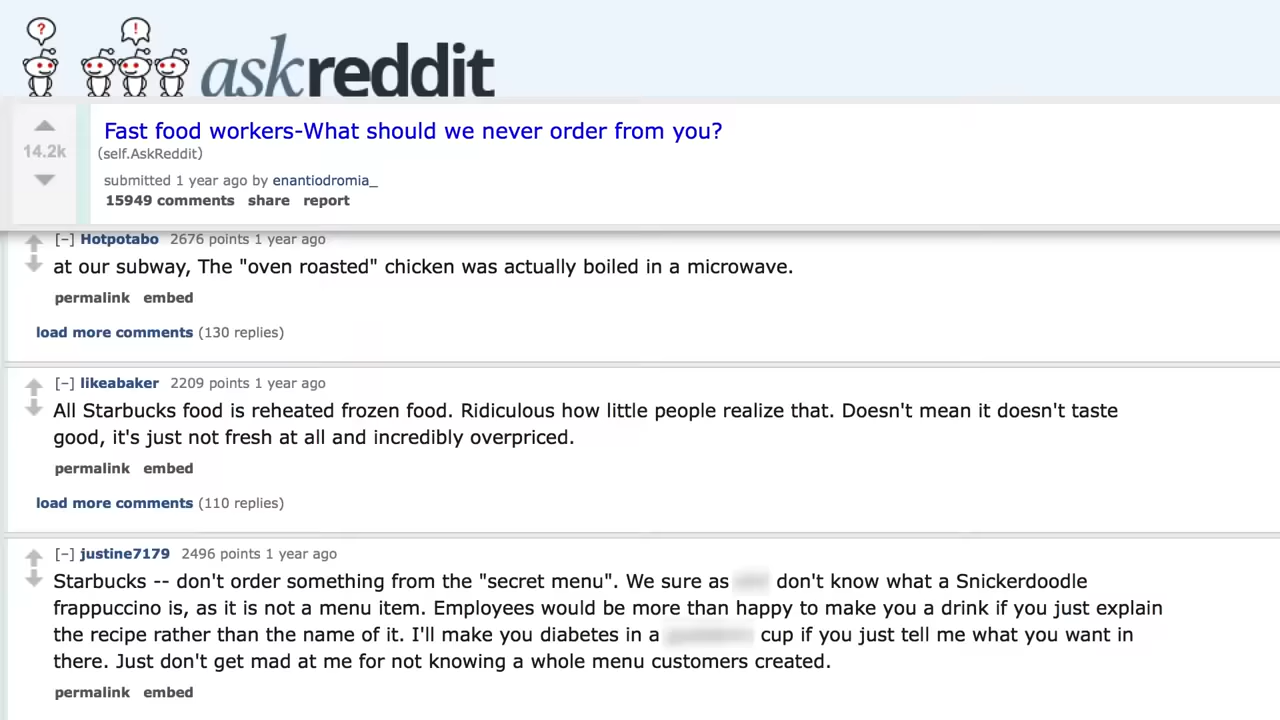 ? !
askreddit
Fast food workers-What should we never order from you?
14.2k
(self.AskReddit)
submitted 1 year ago by enantiodromia_
15949 comments share report
[–] Hotpotabo 2676 points 1 year ago
at our subway, The "oven roasted" chicken was actually boiled in a microwave.
permalink embed
load more comments (130 replies)
[–] likeabaker 2209 points 1 year ago
All Starbucks food is reheated frozen food. Ridiculous how little people realize that. Doesn't mean it doesn't taste
good, it's just not fresh at all and incredibly overpriced.
permalink embed
load more comments (110 replies)
[–] justine7179 2496 points 1 year ago
Starbucks -- don't order something from the "secret menu". We sure as don't know what a Snickerdoodle
frappuccino is, as it is not a menu item. Employees would be more than happy to make you a drink if you just explain
the recipe rather than the name of it. I'll make you diabetes in a cup if you just tell me what you want in
there. Just don't get mad at me for not knowing a whole menu customers created.
permalink embed